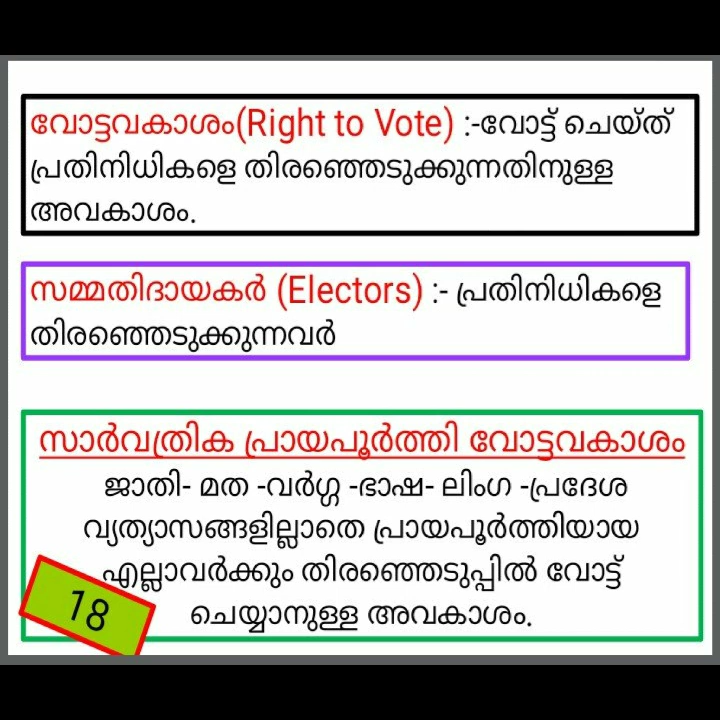 വോട്ടവകാശം(Right to Vote) :-വോട്ട് ചെയ്ത്
പ്രതിനിധികളെ തിരഞ്ഞെടുക്കുന്നതിനുള്ള
അവകാശം.
സമ്മതിദായകർ (Electors) :- പ്രതിനിധികളെ
തിരഞ്ഞെടുക്കുന്നവർ
സാർവത്രിക പ്രായപൂർത്തി വോട്ടവകാശം
ജാതി- മത -വർഗ്ഗ -ഭാഷ- ലിംഗ -പ്രദേശ
വ്യത്യാസങ്ങളില്ലാതെ പ്രായപൂർത്തിയായ
എല്ലാവർക്കും തിരഞ്ഞെടുപ്പിൽ വോട്ട്
ചെയ്യാനുള്ള അവകാശം.
18